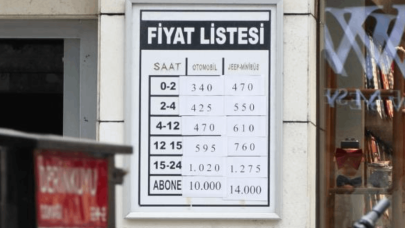 FİYAT LİSTESİ
SAAT OTOMOBİL JEEP-MİNİBÜS
0-2 340 470
2-4 425 550
4-12 470 610
12 15 595 760
15-24 1.020 1.275
ABONE 10.000 14.000